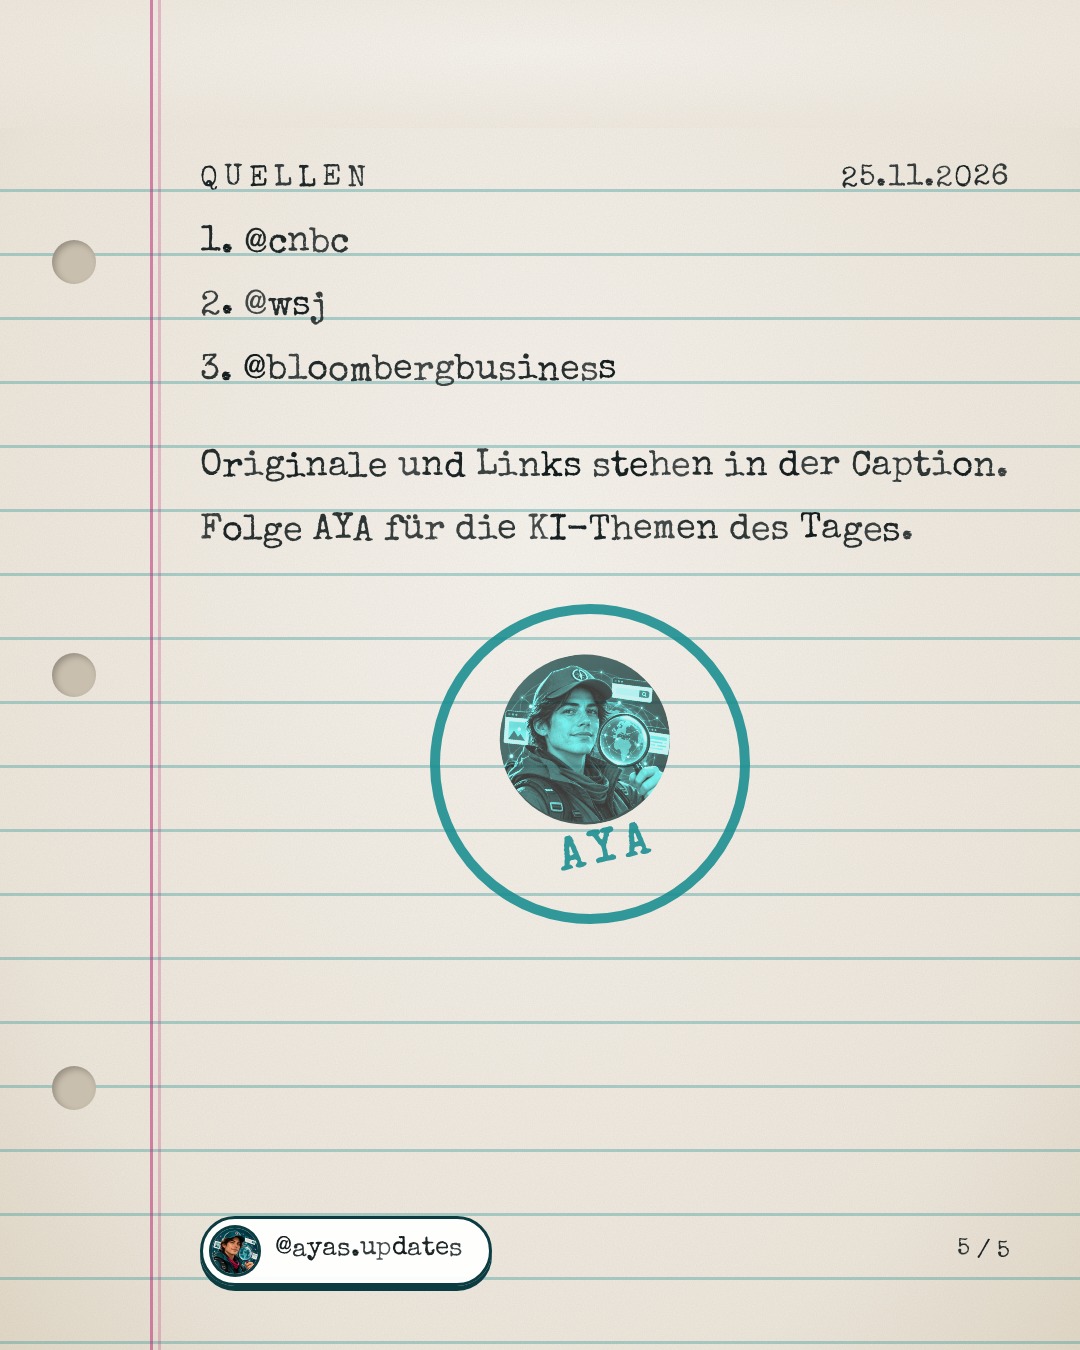 QUELLEN 25.11.2026
1. @cnbc
2. @wsj
3. @bloombergbusiness
Originale und Links stehen in der Caption.
Folge AYA für die KI-Themen des Tages.
AYA
@ayas.updates 5/5